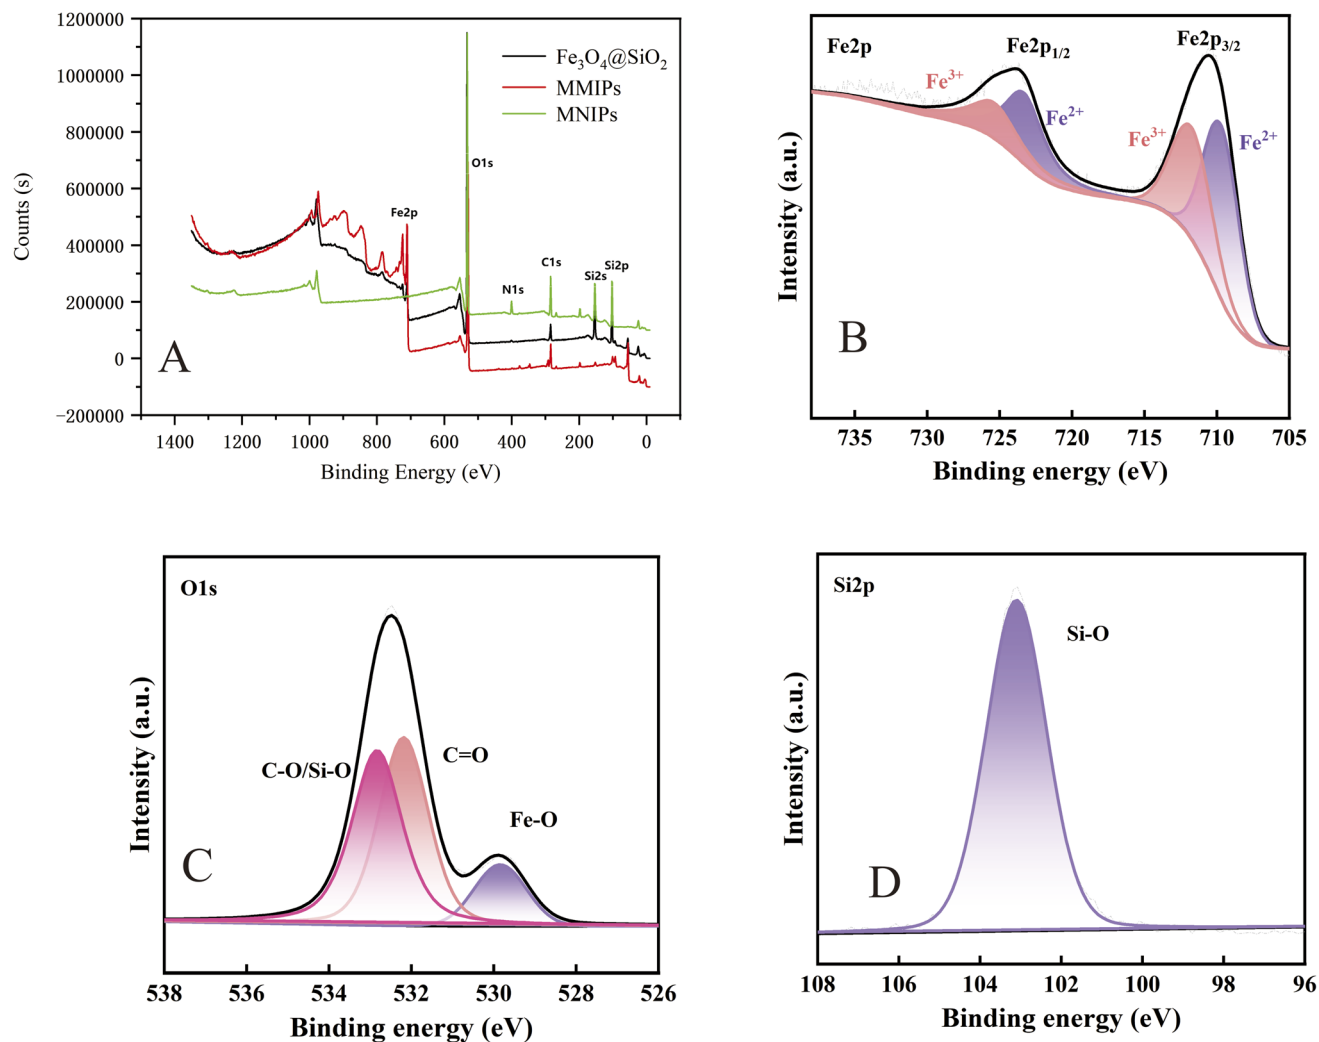 1200000
1000000
800000
600000
400000
200000
0
−200000
Counts (s)
Fe3O4@SiO2
MMIPs
MNIPs
O1s
Fe2p
N1s
C1s
Si2s
Si2p
A
1400 1200 1000 800 600 400 200 0
Binding Energy (eV)
Fe2p
Fe2p1/2
Fe2p3/2
Fe3+
Fe2+
Fe3+
Fe2+
Intensity (a.u.)
B
735 730 725 720 715 710 705
Binding energy (eV)
O1s
C-O/Si-O
C=O
Fe-O
Intensity (a.u.)
C
538 536 534 532 530 528 526
Binding energy (eV)
Si2p
Si-O
Intensity (a.u.)
D
108 106 104 102 100 98 96
Binding energy (eV)